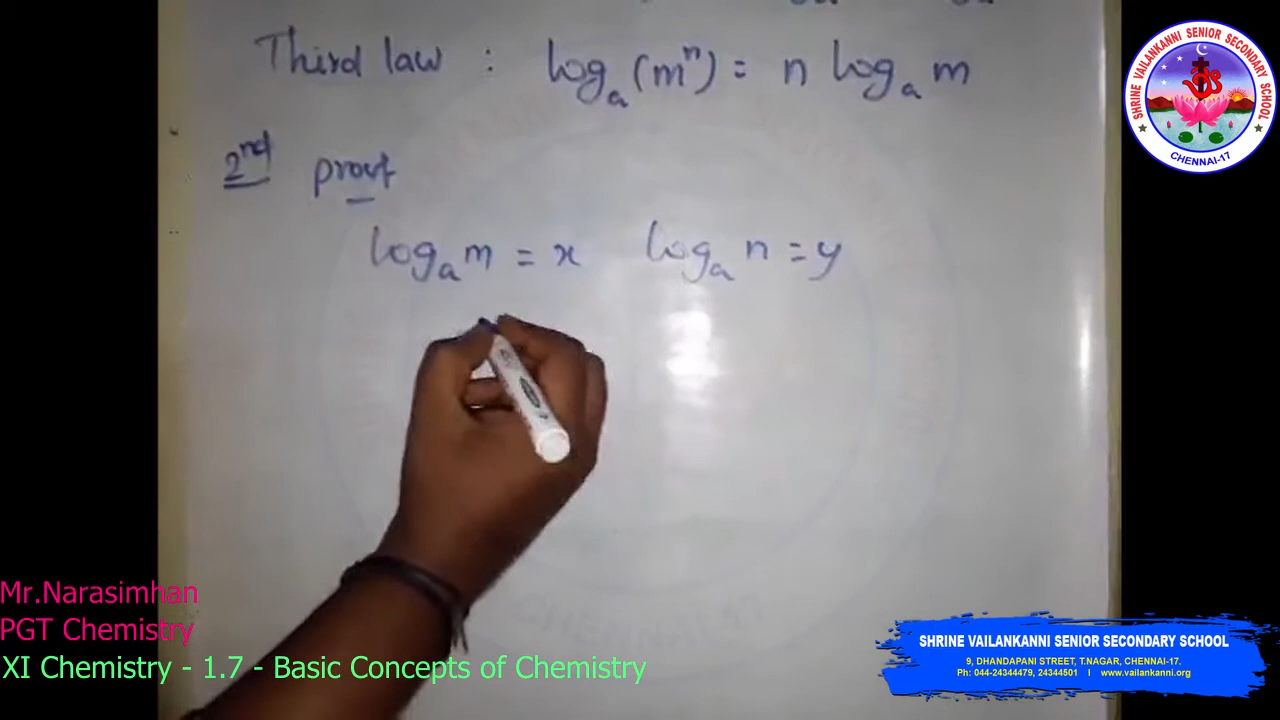 Third law : logₐ(mⁿ) = n logₐ m
2nd proof
logₐ m = x logₐ n = y
SHRINE VAILANKANNI SENIOR SECONDARY SCHOOL
CHENNAI-17
Mr.Narasimhan
PGT Chemistry
XI Chemistry - 1.7 - Basic Concepts of Chemistry
SHRINE VAILANKANNI SENIOR SECONDARY SCHOOL
9, DHANDAPANI STREET, T.NAGAR, CHENNAI-17.
Ph: 044-24344479, 24344501 I www.vailankanni.org